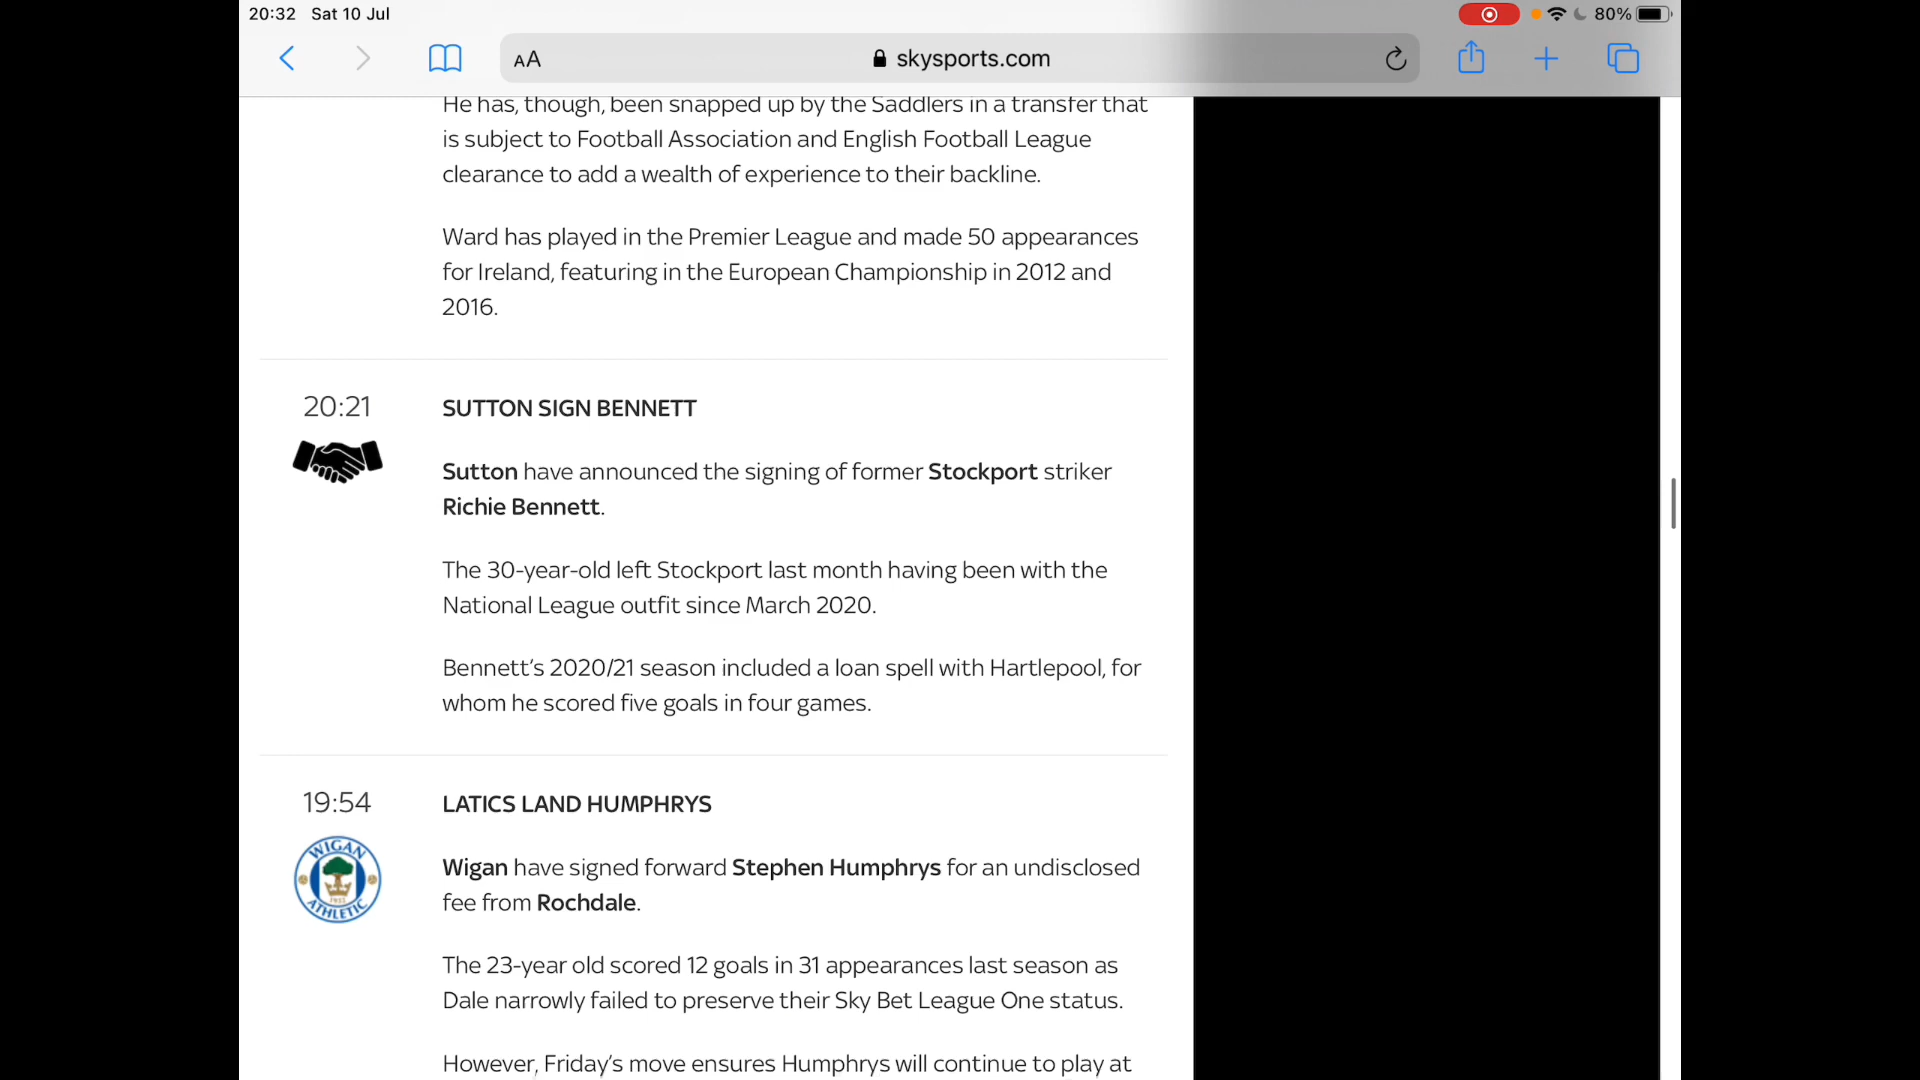 20:32 Sat 10 Jul
80%
AA
skysports.com
He has, though, been snapped up by the Saddlers in a transfer that
is subject to Football Association and English Football League
clearance to add a wealth of experience to their backline.
Ward has played in the Premier League and made 50 appearances
for Ireland, featuring in the European Championship in 2012 and
2016.
20:21
SUTTON SIGN BENNETT
Sutton have announced the signing of former Stockport striker
Richie Bennett.
The 30-year-old left Stockport last month having been with the
National League outfit since March 2020.
Bennett's 2020/21 season included a loan spell with Hartlepool, for
whom he scored five goals in four games.
19:54
LATICS LAND HUMPHRYS
WIGAN
ATHLETIC
Wigan have signed forward Stephen Humphrys for an undisclosed
fee from Rochdale.
The 23-year old scored 12 goals in 31 appearances last season as
Dale narrowly failed to preserve their Sky Bet League One status.
However, Friday's move ensures Humphrys will continue to play at